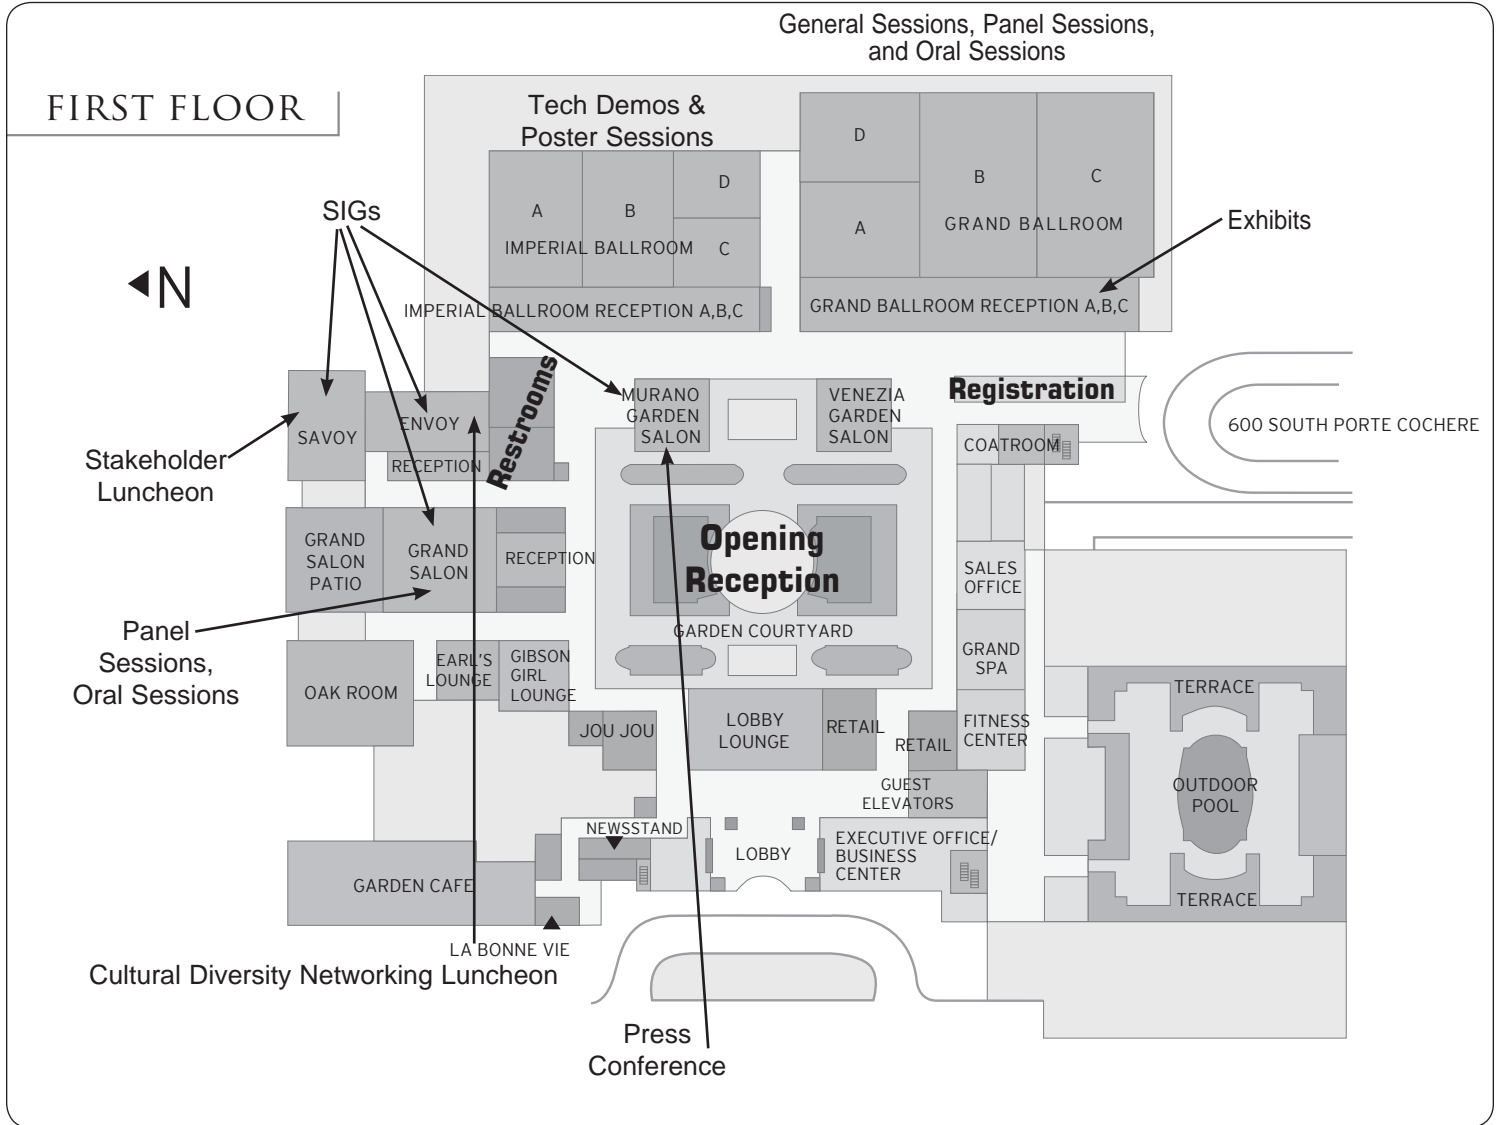 General Sessions, Panel Sessions,
and Oral Sessions
FIRST FLOOR
Tech Demos &
Poster Sessions
D
B
C
A
GRAND BALLROOM
D
A
B
IMPERIAL BALLROOM
C
SIGs
Exhibits
N
IMPERIAL BALLROOM RECEPTION A,B,C
GRAND BALLROOM RECEPTION A,B,C
Restrooms
MURANO
GARDEN
SALON
VENEZIA
GARDEN
SALON
Registration
600 SOUTH PORTE COCHERE
COATROOM
SAVOY
ENVOY
RECEPTION
Stakeholder
Luncheon
GRAND
SALON
PATIO
GRAND
SALON
RECEPTION
Opening
Reception
GARDEN COURTYARD
SALES
OFFICE
GRAND
SPA
FITNESS
CENTER
Panel
Sessions,
Oral Sessions
OAK ROOM
EARL'S
LOUNGE
GIBSON
GIRL
LOUNGE
JOU JOU
LOBBY
LOUNGE
RETAIL
RETAIL
GUEST
ELEVATORS
TERRACE
OUTDOOR
POOL
TERRACE
NEWSSTAND
LOBBY
EXECUTIVE OFFICE/
BUSINESS
CENTER
GARDEN CAFE
LA BONNE VIE
Cultural Diversity Networking Luncheon
Press
Conference